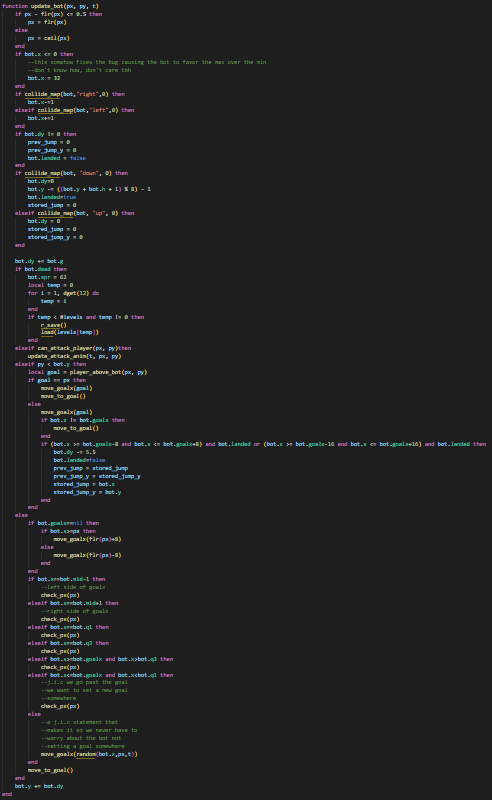 function update_bot(px, py, t)
if px - flr(px) <= 0.5 then
px = flr(px)
else
px = ceil(px)
end
if bot.x <= 0 then
--this somehow fixes the bug causing the bot to favor the max over the min
--don't know how, don't care tbh
bot.x = 32
end
if collide_map(bot,"right",0) then
bot.x-=1
elseif collide_map(bot,"left",0) then
bot.x+=1
end
if bot.dy != 0 then
prev_jump = 0
prev_jump_y = 0
bot.landed = false
end
if collide_map(bot, "down", 0) then
bot.dy=0
bot.y -= ((bot.y + bot.h + 1) % 8) - 1
bot.landed=true
stored_jump = 0
elseif collide_map(bot, "up", 0) then
bot.dy = 0
stored_jump = 0
stored_jump_y = 0
end
bot.dy += bot.g
if bot.dead then
bot.spr = 62
local temp = 0
for i = 1, dget(12) do
temp = i
end
if temp < #levels and temp != 0 then
r_save()
load(levels[temp])
end
elseif can_attack_player(px, py)then
update_attack_anim(t, px, py)
elseif py < bot.y then
local goal = player_above_bot(px, py)
if goal == px then
move_goalx(goal)
move_to_goal()
else
move_goalx(goal)
if bot.x != bot.goalx then
move_to_goal()
end
if (bot.x >= bot.goalx-8 and bot.x <= bot.goalx+8) and bot.landed or (bot.x >= bot.goalx-16 and bot.x <= bot.goalx+16) and bot.landed then
bot.dy -= 5.5
bot.landed=false
prev_jump = stored_jump
prev_jump_y = stored_jump_y
stored_jump = bot.x
stored_jump_y = bot.y
end
end
else
if bot.goalx==nil then
if bot.x>=px then
move_goalx(flr(px)+8)
else
move_goalx(flr(px)-8)
end
end
if bot.x==bot.mid-1 then
--left side of goalx
check_px(px)
elseif bot.x==bot.mid+1 then
--right side of goalx
check_px(px)
elseif bot.x==bot.q1 then
check_px(px)
elseif bot.x==bot.q3 then
check_px(px)
elseif bot.x>=bot.goalx and bot.x>bot.q3 then
check_px(px)
elseif bot.x<=bot.goalx and bot.x<bot.q1 then
--j.i.c we go past the goal
--we want to set a new goal
--somewhere
check_px(px)
else
--a j.i.c statement that
--makes it so we never have to
--worry about the bot not
--setting a goal somewhere
move_goalx(random(bot.x,px,t))
end
move_to_goal()
end
bot.y += bot.dy
end